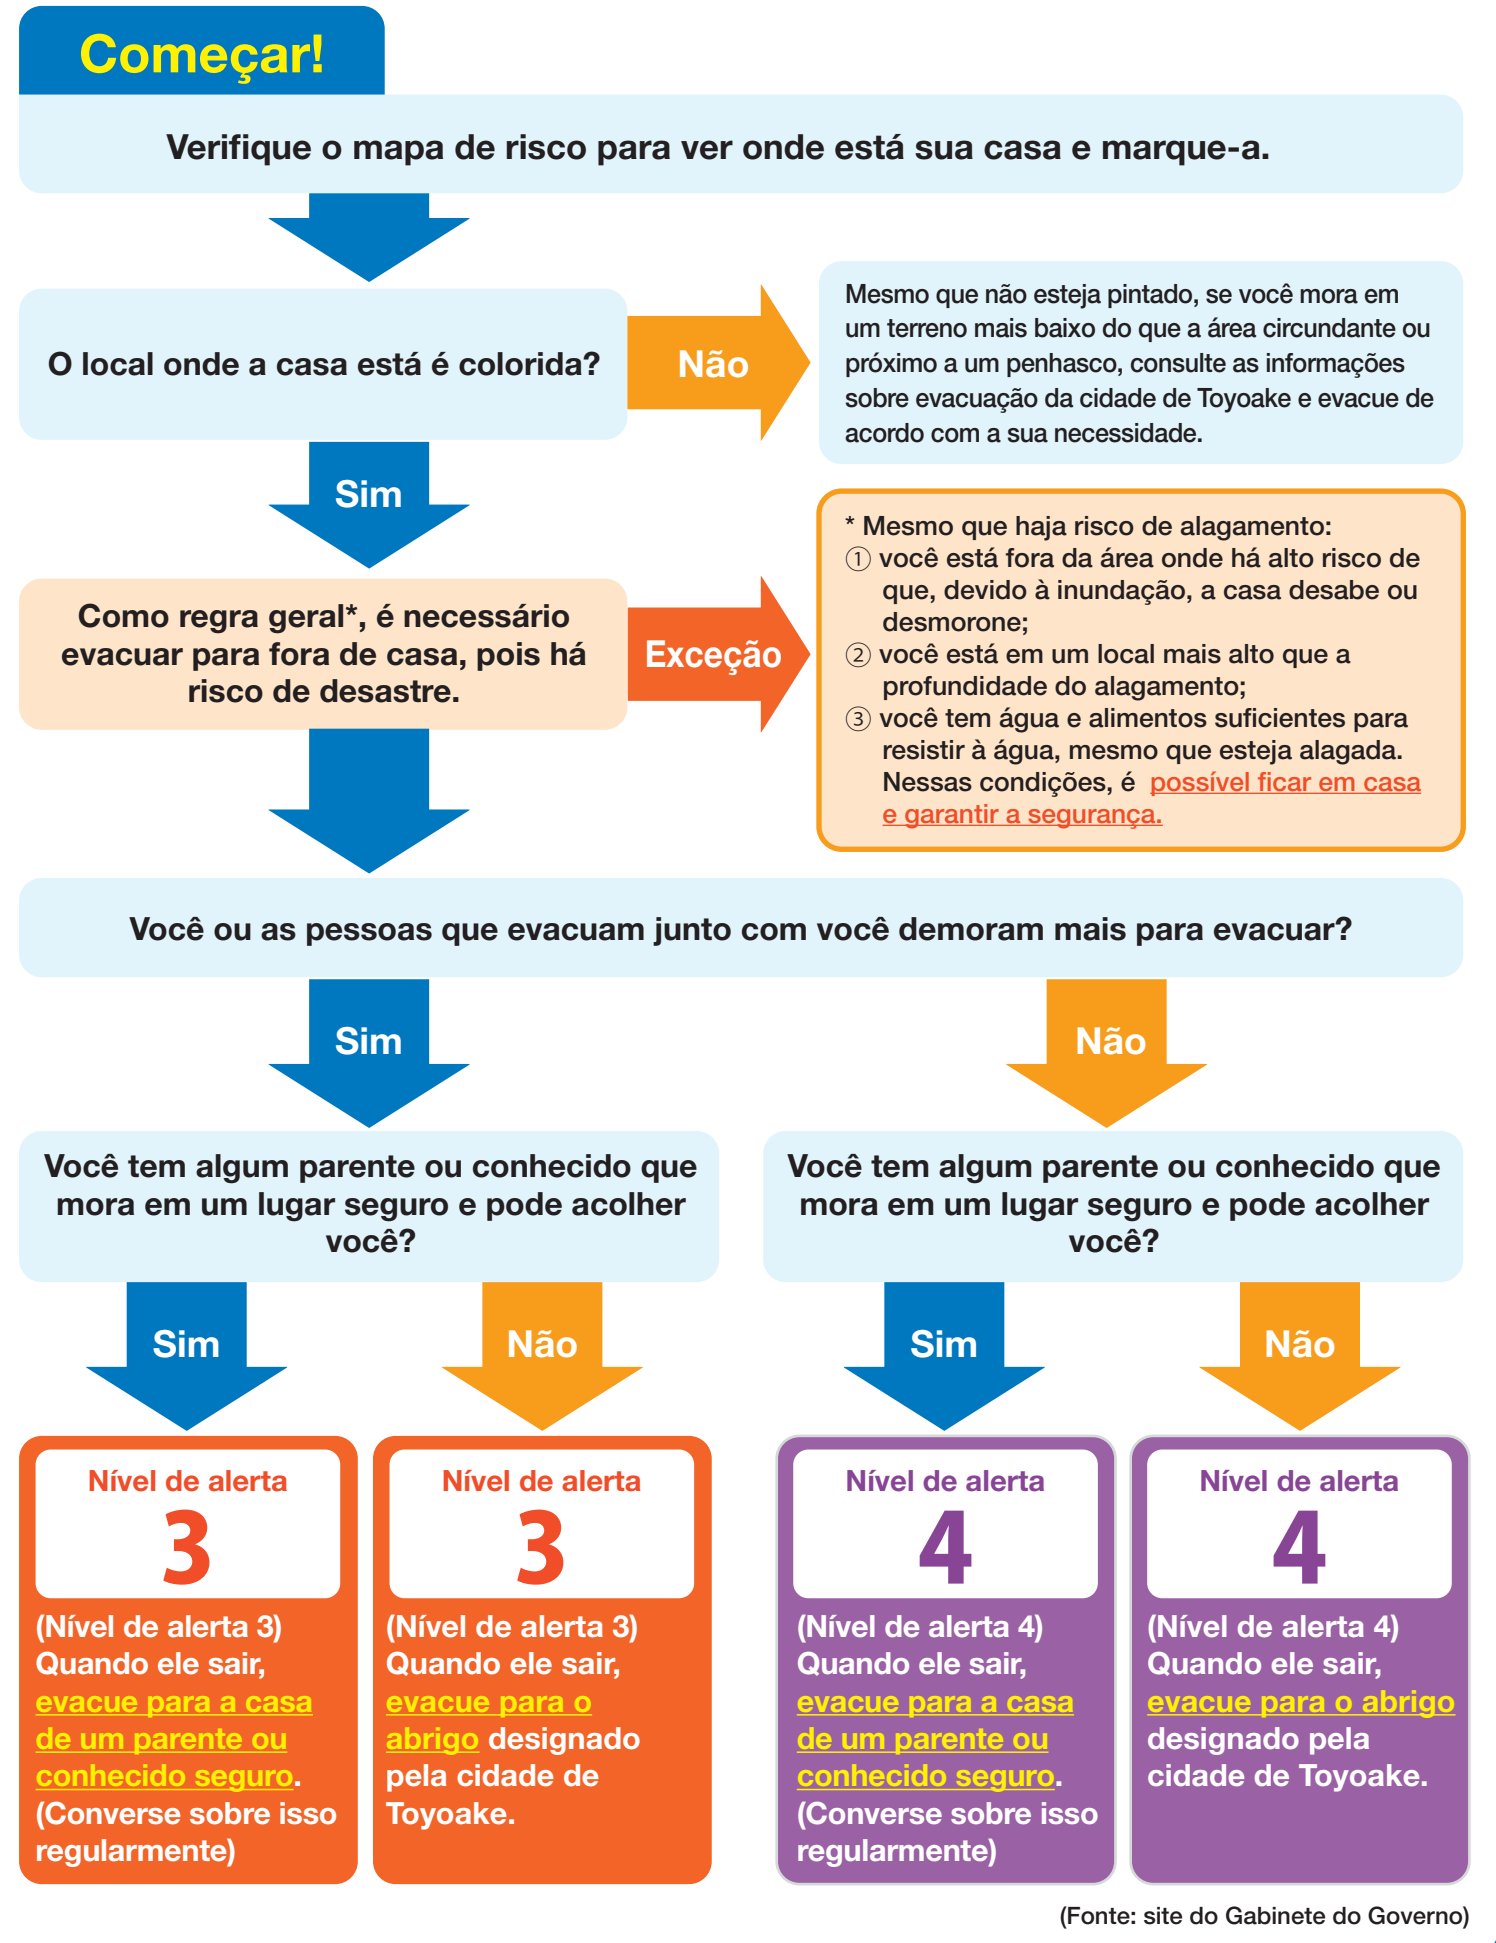 Começar!
Verifique o mapa de risco para ver onde está sua casa e marque-a.
O local onde a casa está é colorida?
Não
Mesmo que não esteja pintado, se você mora em
um terreno mais baixo do que a área circundante ou
próximo a um penhasco, consulte as informações
sobre evacuação da cidade de Toyoake e evacue de
acordo com a sua necessidade.
Sim
Como regra geral*, é necessário
evacuar para fora de casa, pois há
risco de desastre.
Exceção
* Mesmo que haja risco de alagamento:
① você está fora da área onde há alto risco de
que, devido à inundação, a casa desabe ou
desmorone;
② você está em um local mais alto que a
profundidade do alagamento;
③ você tem água e alimentos suficientes para
resistir à água, mesmo que esteja alagada.
Nessas condições, é possível ficar em casa
e garantir a segurança.
Você ou as pessoas que evacuam junto com você demoram mais para evacuar?
Sim
Não
Você tem algum parente ou conhecido que
mora em um lugar seguro e pode acolher
você?
Você tem algum parente ou conhecido que
mora em um lugar seguro e pode acolher
você?
Sim
Não
Sim
Não
Nível de alerta
3
(Nível de alerta 3)
Quando ele sair,
evacue para a casa
de um parente ou
conhecido seguro.
(Converse sobre isso
regularmente)
Nível de alerta
3
(Nível de alerta 3)
Quando ele sair,
evacue para o
abrigo designado
pela cidade de
Toyoake.
Nível de alerta
4
(Nível de alerta 4)
Quando ele sair,
evacue para a casa
de um parente ou
conhecido seguro.
(Converse sobre isso
regularmente)
Nível de alerta
4
(Nível de alerta 4)
Quando ele sair,
evacue para o abrigo
designado pela
cidade de Toyoake.
(Fonte: site do Gabinete do Governo)